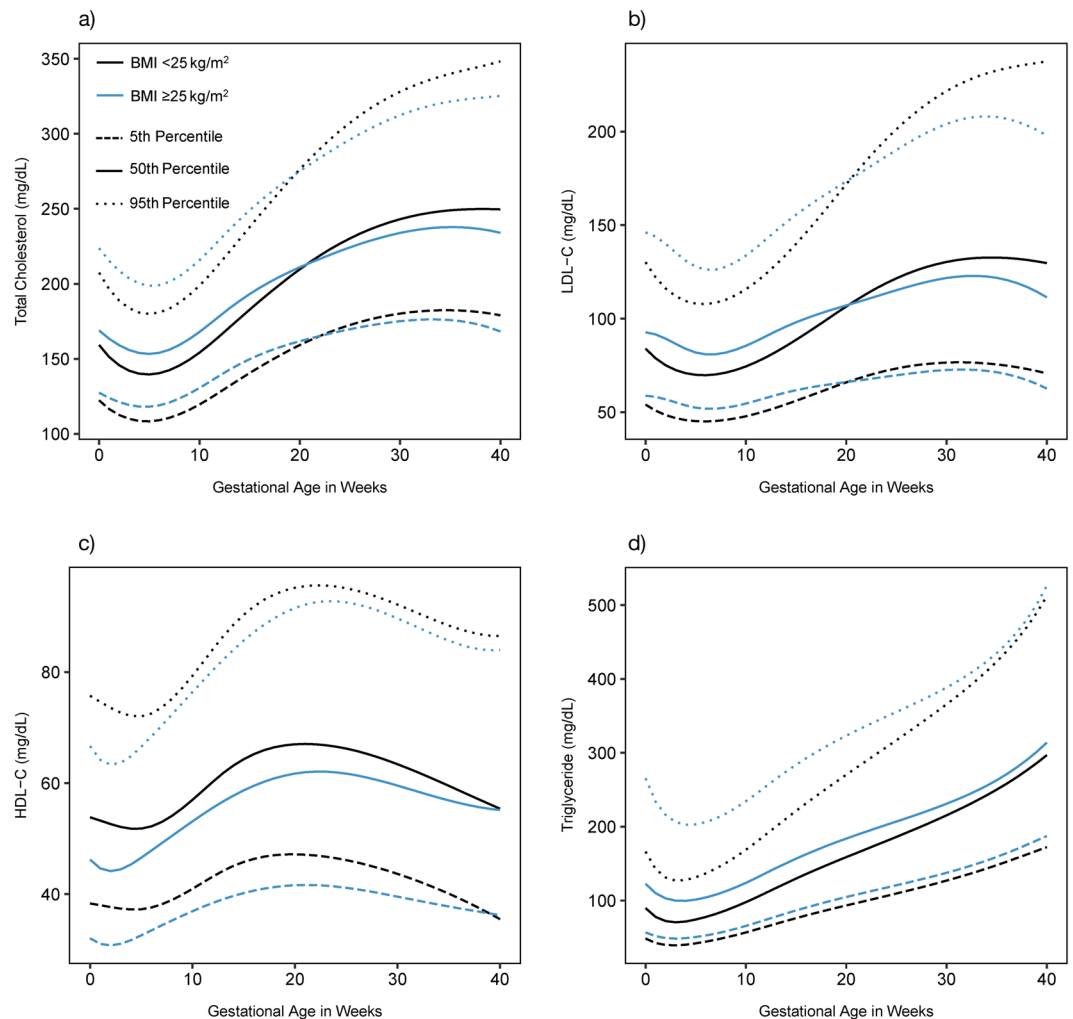 a)
Total Cholesterol (mg/dL)
350
300
250
200
150
100
BMI <25 kg/m²
BMI ≥25 kg/m²
5th Percentile
50th Percentile
95th Percentile
0 10 20 30 40
Gestational Age in Weeks
b)
LDL−C (mg/dL)
200
150
100
50
0 10 20 30 40
Gestational Age in Weeks
c)
HDL−C (mg/dL)
80
60
40
0 10 20 30 40
Gestational Age in Weeks
d)
Triglyceride (mg/dL)
500
400
300
200
100
0 10 20 30 40
Gestational Age in Weeks